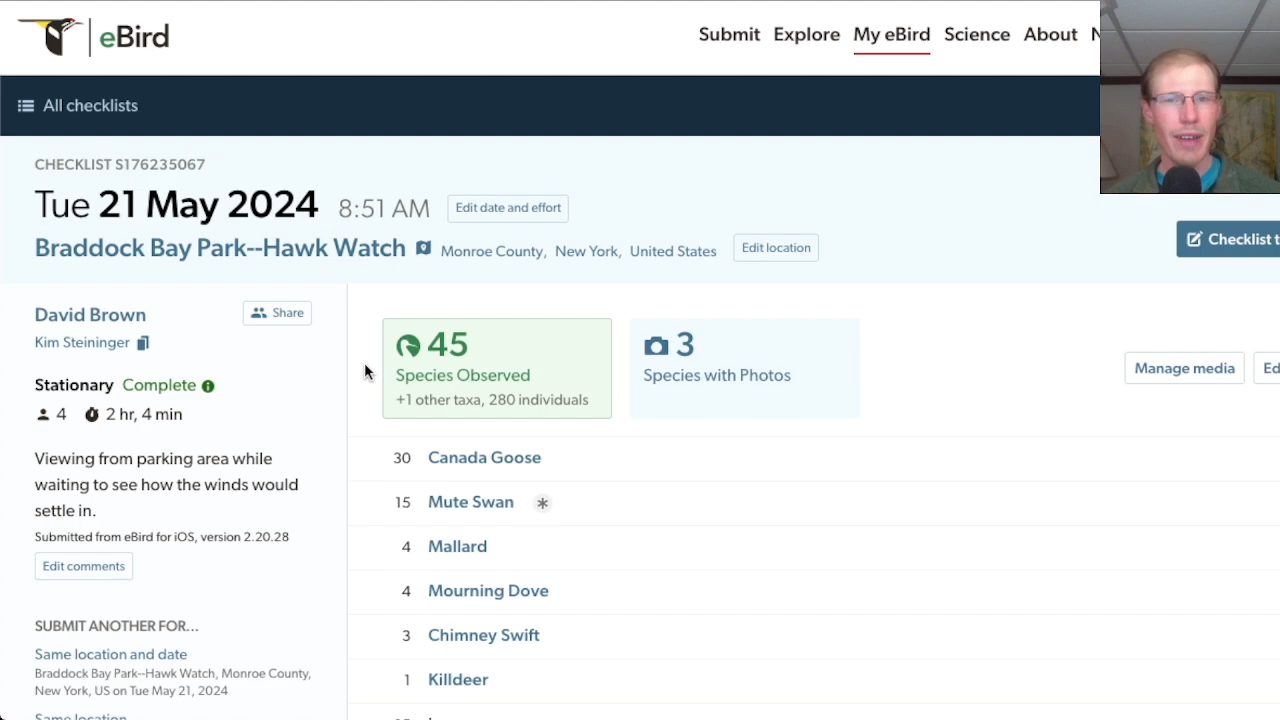 eBird
Submit Explore My eBird Science About N
All checklists
CHECKLIST S176235067
Tue 21 May 2024 8:51 AM Edit date and effort
Braddock Bay Park--Hawk Watch Monroe County, New York, United States Edit location
Checklist t
David Brown Share
Kim Steininger
Stationary Complete
4 2 hr, 4 min
Viewing from parking area while
waiting to see how the winds would
settle in.
Submitted from eBird for iOS, version 2.20.28
Edit comments
SUBMIT ANOTHER FOR...
Same location and date
Braddock Bay Park--Hawk Watch, Monroe County,
New York, US on Tue May 21, 2024
Same location
45
Species Observed
+1 other taxa, 280 individuals
3
Species with Photos
Manage media Ed
30 Canada Goose
15 Mute Swan *
4 Mallard
4 Mourning Dove
3 Chimney Swift
1 Killdeer